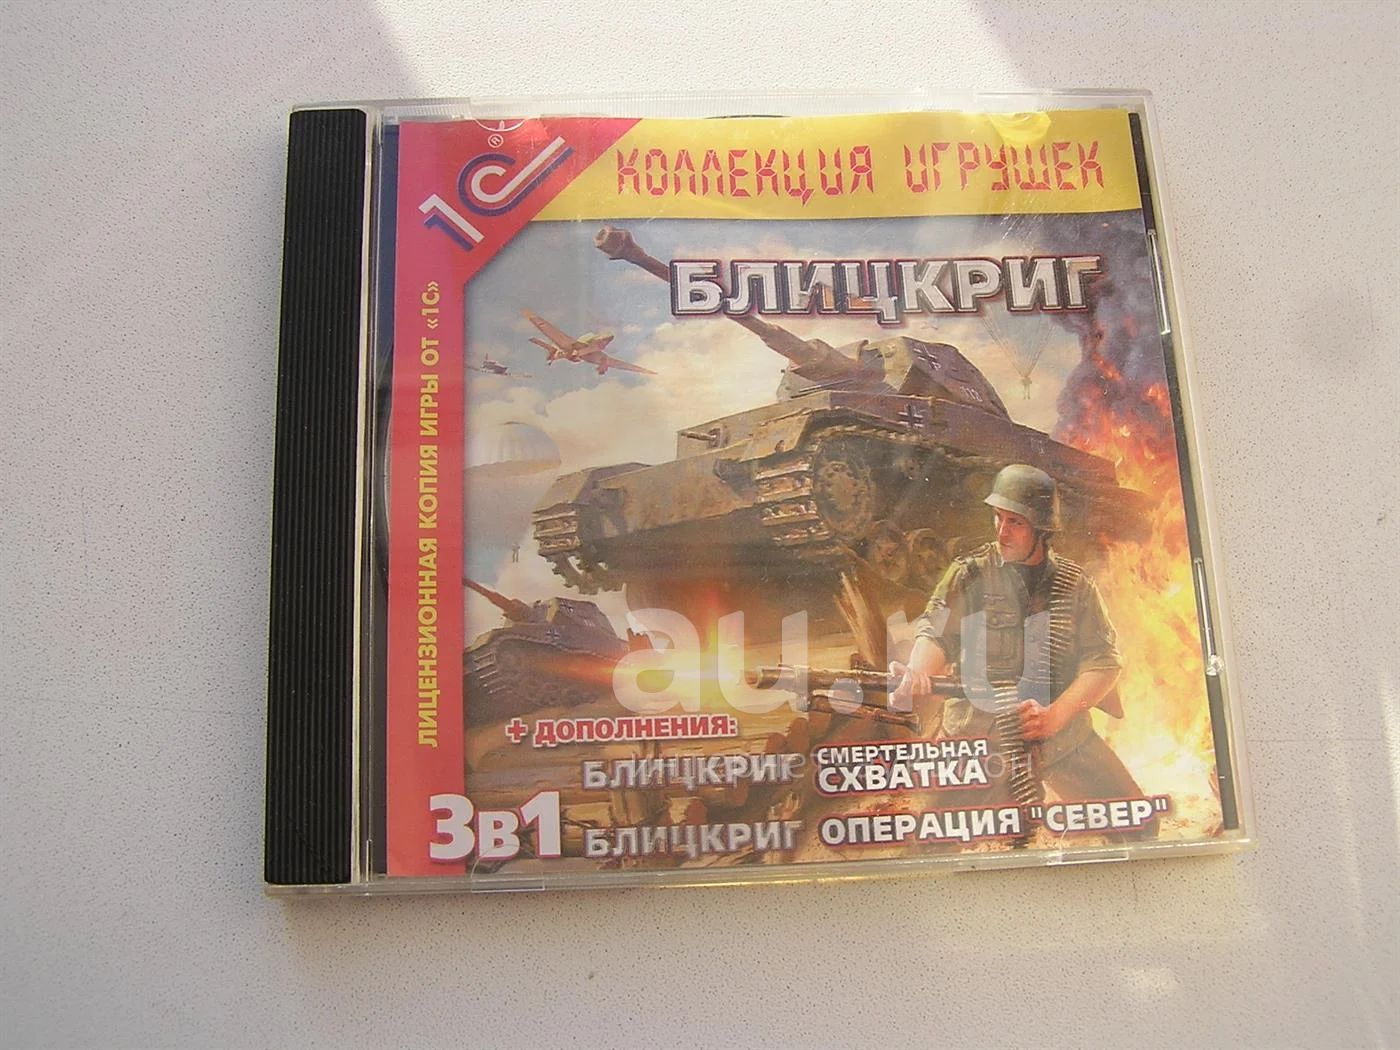 1С®
КОЛЛЕКЦИЯ ИГРУШЕК
ЛИЦЕНЗИОННАЯ КОПИЯ ИГРЫ ОТ «1С»
БЛИЦКРИГ
au.ru
+ ДОПОЛНЕНИЯ:
БЛИЦКРИГ СМЕРТЕЛЬНАЯ СХВАТКА
3в1
БЛИЦКРИГ ОПЕРАЦИЯ "СЕВЕР"